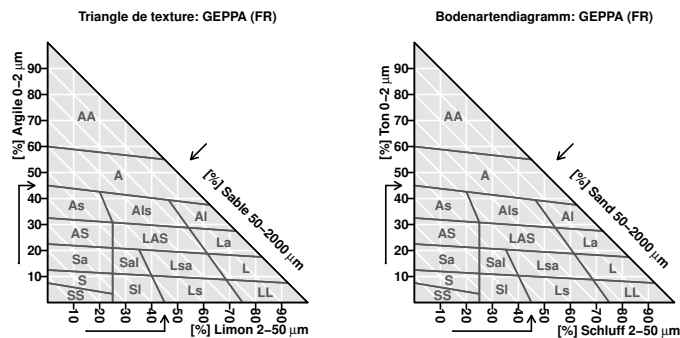 Triangle de texture: GEPPA (FR)
[%] Argile 0−2 µm
90
80
70
60
50
40
30
20
10
AA
A
As
Als
Al
AS
LAS
La
Sa
Sal
Lsa
L
S
SS
Sl
Ls
LL
[%] Sable 50−2000 µm
10
20
30
40
50
60
70
80
90
[%] Limon 2−50 µm
Bodenartendiagramm: GEPPA (FR)
[%] Ton 0−2 µm
90
80
70
60
50
40
30
20
10
AA
A
As
Als
Al
AS
LAS
La
Sa
Sal
Lsa
L
S
SS
Sl
Ls
LL
[%] Sand 50−2000 µm
10
20
30
40
50
60
70
80
90
[%] Schluff 2−50 µm